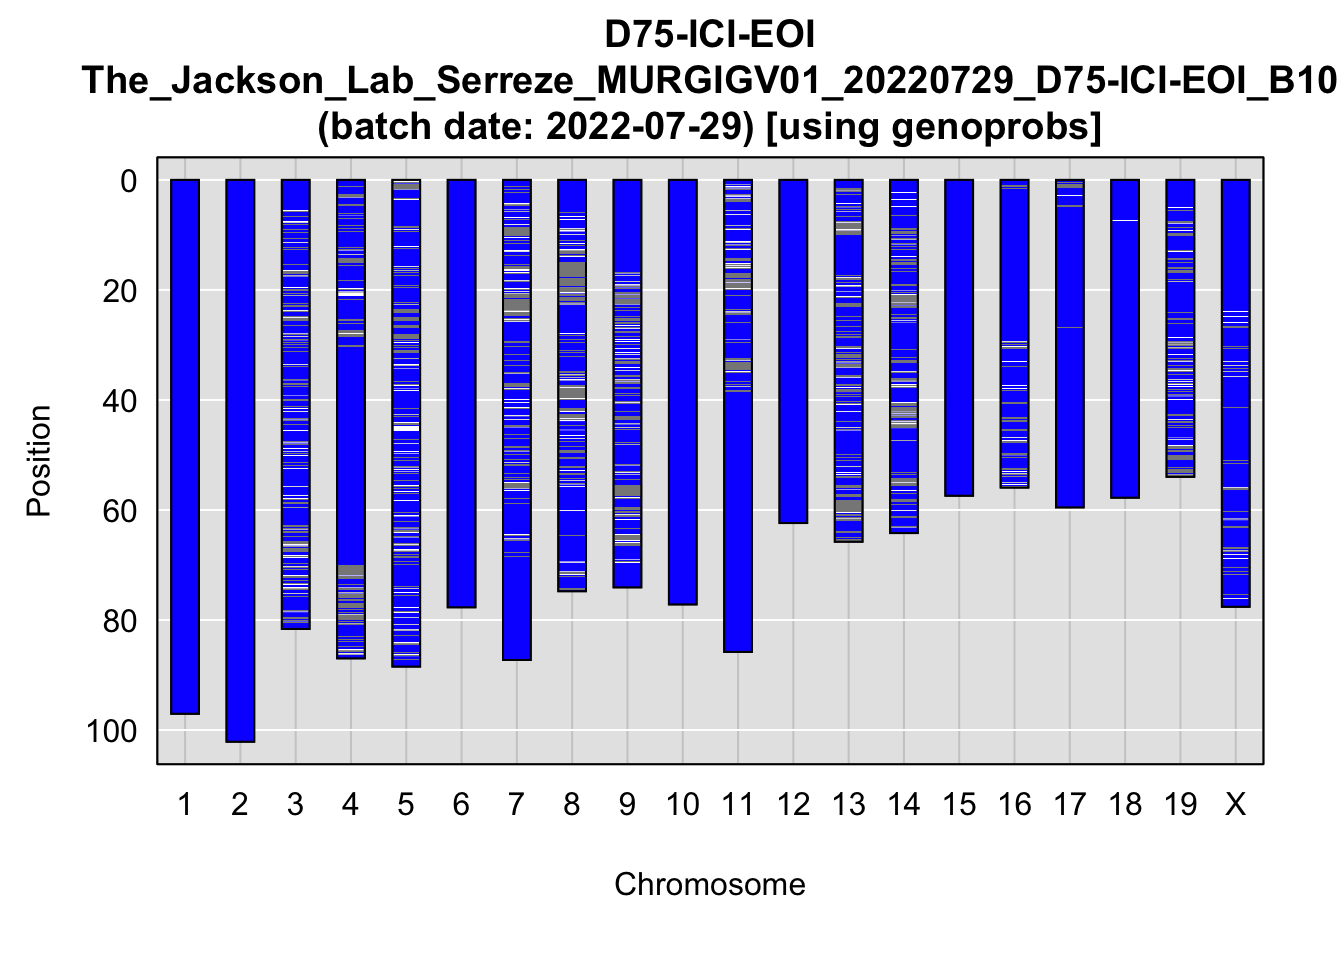 D75-ICI-EOI
The_Jackson_Lab_Serreze_MURGIGV01_20220729_D75-ICI-EOI_B10
(batch date: 2022-07-29) [using genoprobs]
0
20
40
60
80
100
Position
1 2 3 4 5 6 7 8 9 10 11 12 13 14 15 16 17 18 19 X
Chromosome